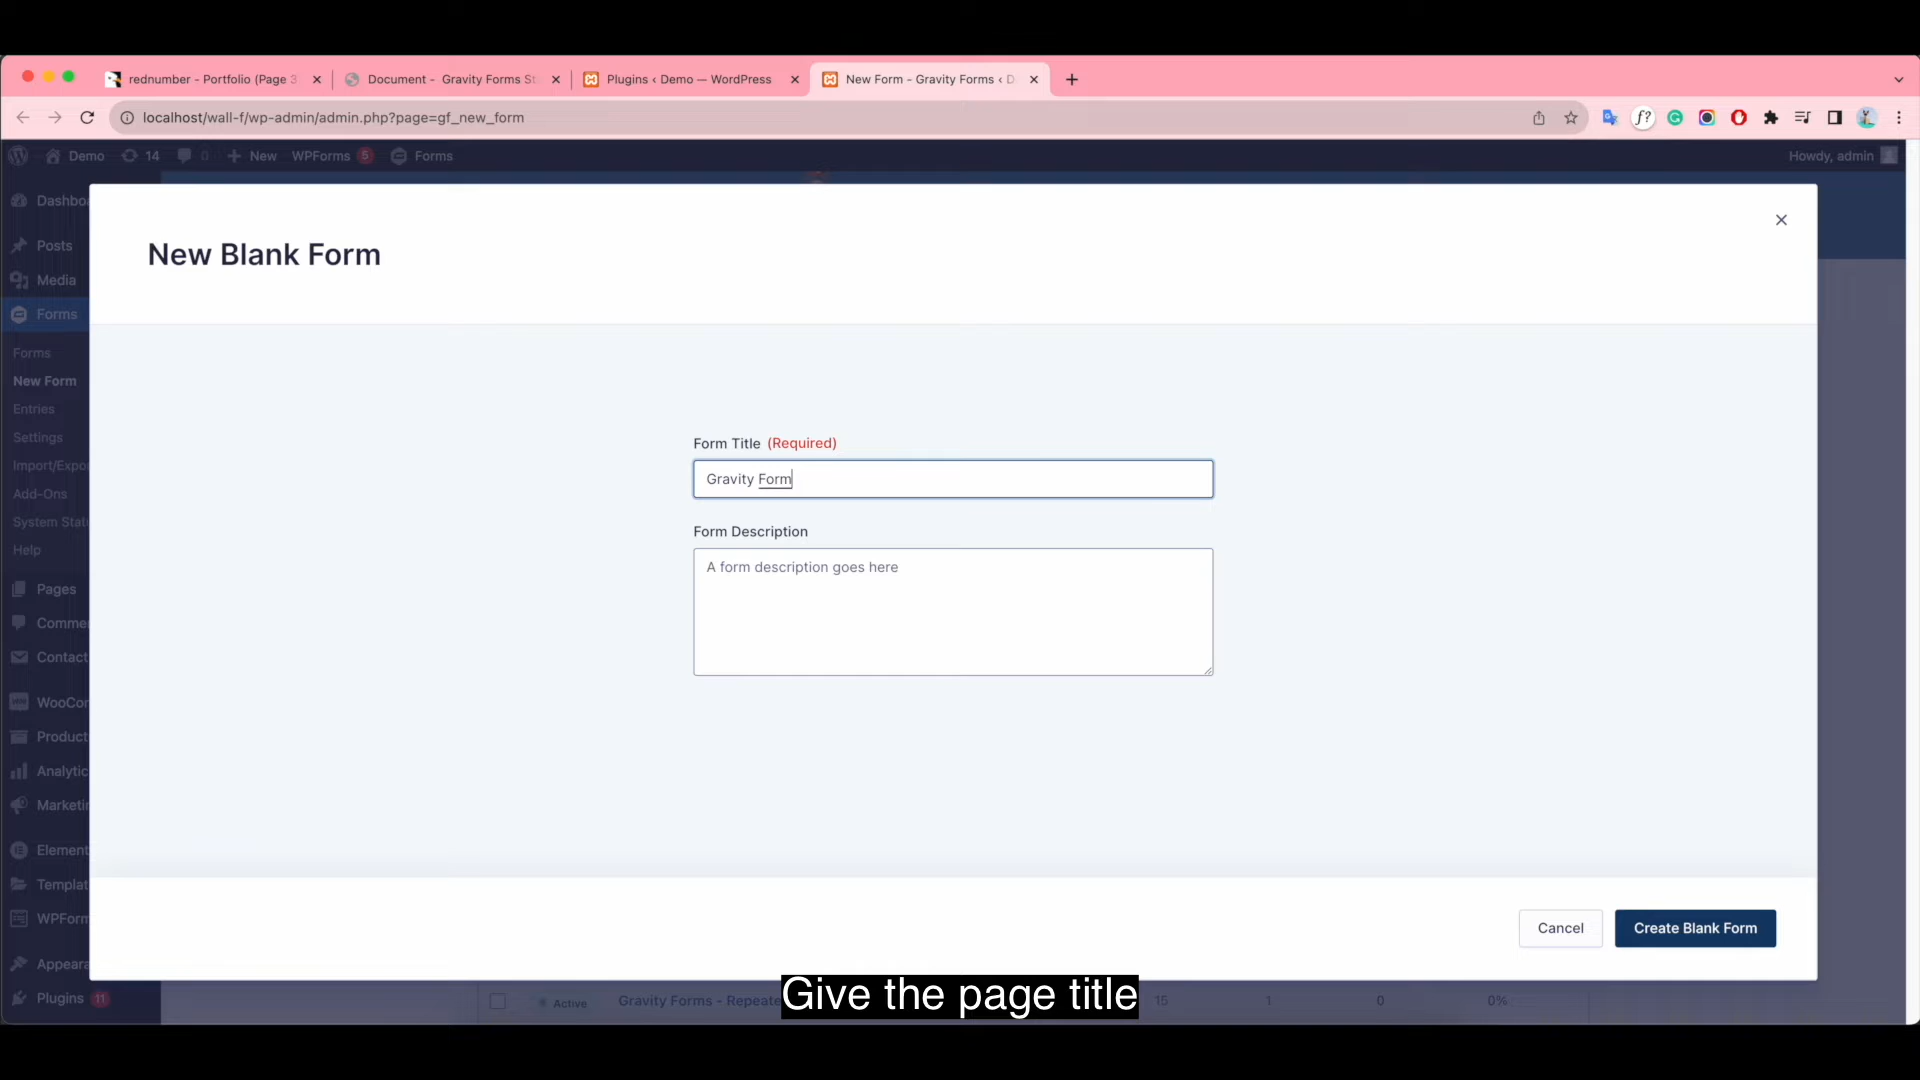 rednumber - Portfolio (Page 3
Document - Gravity Forms St
Plugins ‹ Demo — WordPress
New Form - Gravity Forms ‹ D
localhost/wall-f/wp-admin/admin.php?page=gf_new_form
Demo
14
0
New
WPForms 5
Forms
Howdy, admin
Dashboa
Posts
Media
Forms
Forms
New Form
Entries
Settings
Import/Expor
Add-Ons
System Statu
Help
Pages
Comme
Contact
WooCom
Product
Analytic
Marketi
Element
Templat
WPForm
Appeara
Plugins 11
New Blank Form
Form Title (Required)
Gravity Form
Form Description
A form description goes here
Cancel
Create Blank Form
Active
Gravity Forms - Repeate
15
1
0
0%
Give the page title